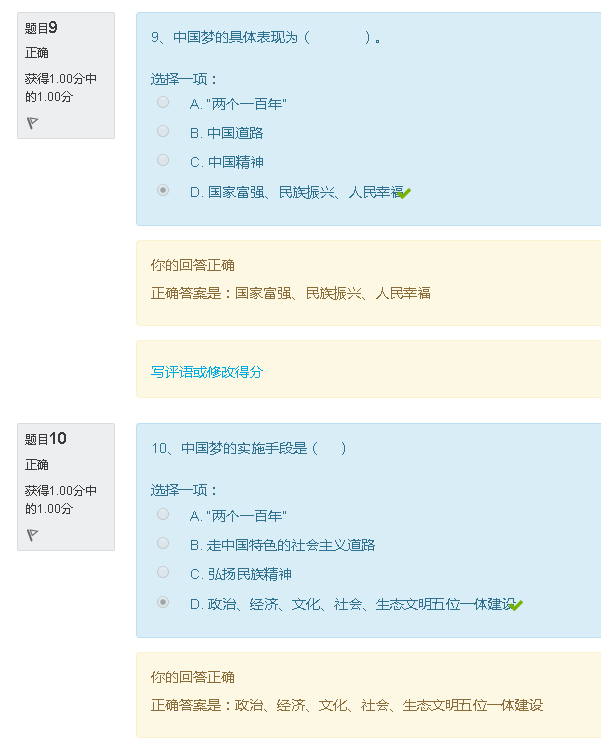 题目9
正确
获得1.00分中
的1.00分
9、中国梦的具体表现为（ ）。
选择一项：
A. "两个一百年"
B. 中国道路
C. 中国精神
D. 国家富强、民族振兴、人民幸福
你的回答正确
正确答案是：国家富强、民族振兴、人民幸福
写评语或修改得分
题目10
正确
获得1.00分中
的1.00分
10、中国梦的实施手段是（ ）
选择一项：
A. "两个一百年"
B. 走中国特色的社会主义道路
C. 弘扬民族精神
D. 政治、经济、文化、社会、生态文明五位一体建设
你的回答正确
正确答案是：政治、经济、文化、社会、生态文明五位一体建设